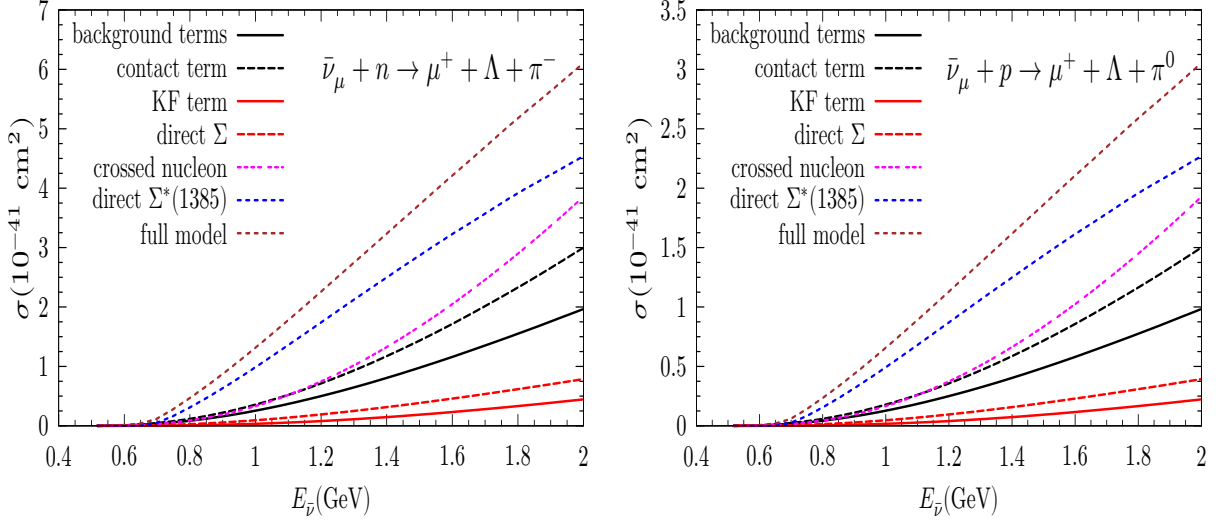 7
6
5
4
3
2
1
0
σ(10⁻⁴¹ cm²)
background terms
contact term
KF term
direct Σ
crossed nucleon
direct Σ*(1385)
full model
ν̄_μ + n → μ⁺ + Λ + π⁻
0.4 0.6 0.8 1 1.2 1.4 1.6 1.8 2
E_ν̄(GeV)
3.5
3
2.5
2
1.5
1
0.5
0
σ (10⁻⁴¹ cm²)
background terms
contact term
KF term
direct Σ
crossed nucleon
direct Σ*(1385)
full model
ν̄_μ + p → μ⁺ + Λ + π⁰
0.4 0.6 0.8 1 1.2 1.4 1.6 1.8 2
E_ν̄(GeV)